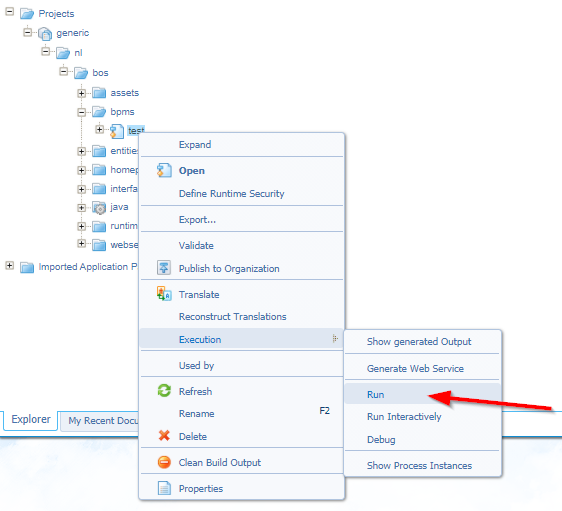 Projects
generic
nl
bos
assets
bpms
test
entitie
homep
interfa
java
runtim
webse
Imported Application P
Expand
Open
Define Runtime Security
Export...
Validate
Publish to Organization
Translate
Reconstruct Translations
Execution
Used by
Refresh
Rename F2
Delete
Clean Build Output
Properties
Show generated Output
Generate Web Service
Run
Run Interactively
Debug
Show Process Instances
Explorer
My Recent Docu